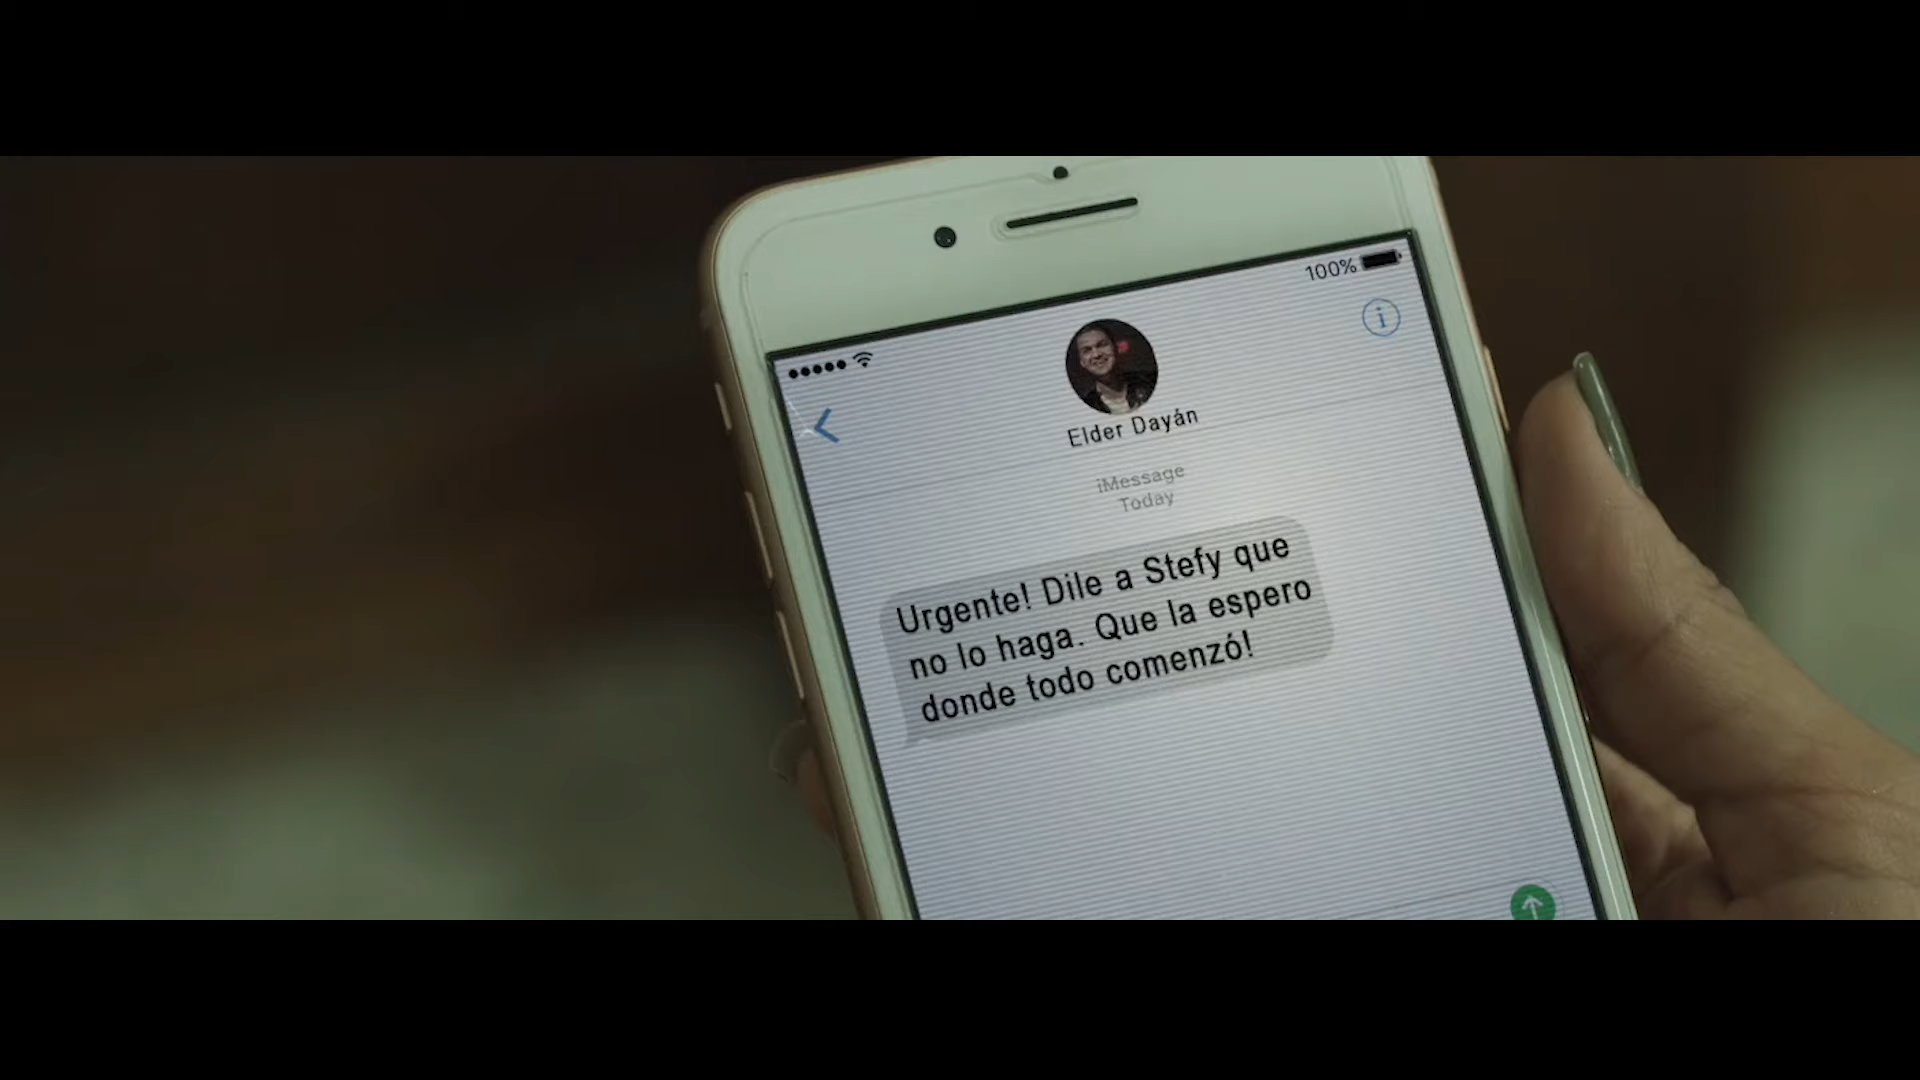 100%
Elder Dayán
iMessage
Today
Urgente! Dile a Stefy que
no lo haga. Que la espero
donde todo comenzó!